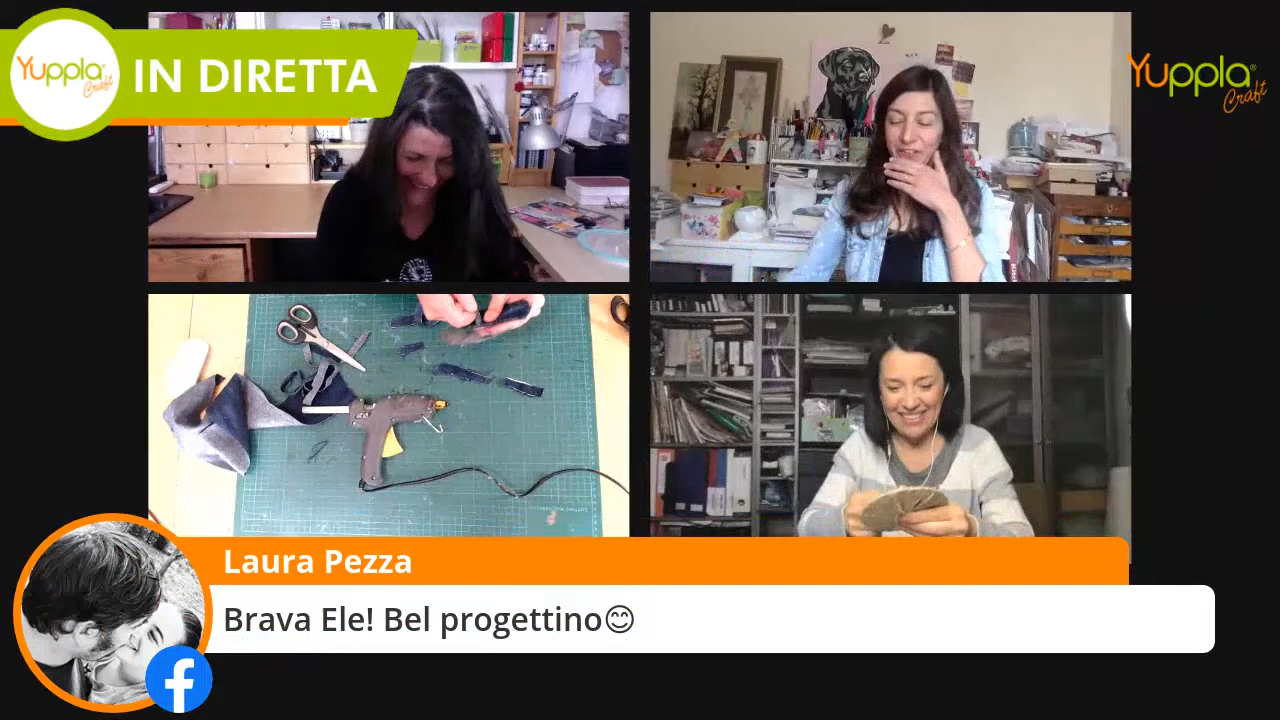 Yuppla® Craft
IN DIRETTA
Yuppla®
Craft
Laura Pezza
Brava Ele! Bel progettino😊